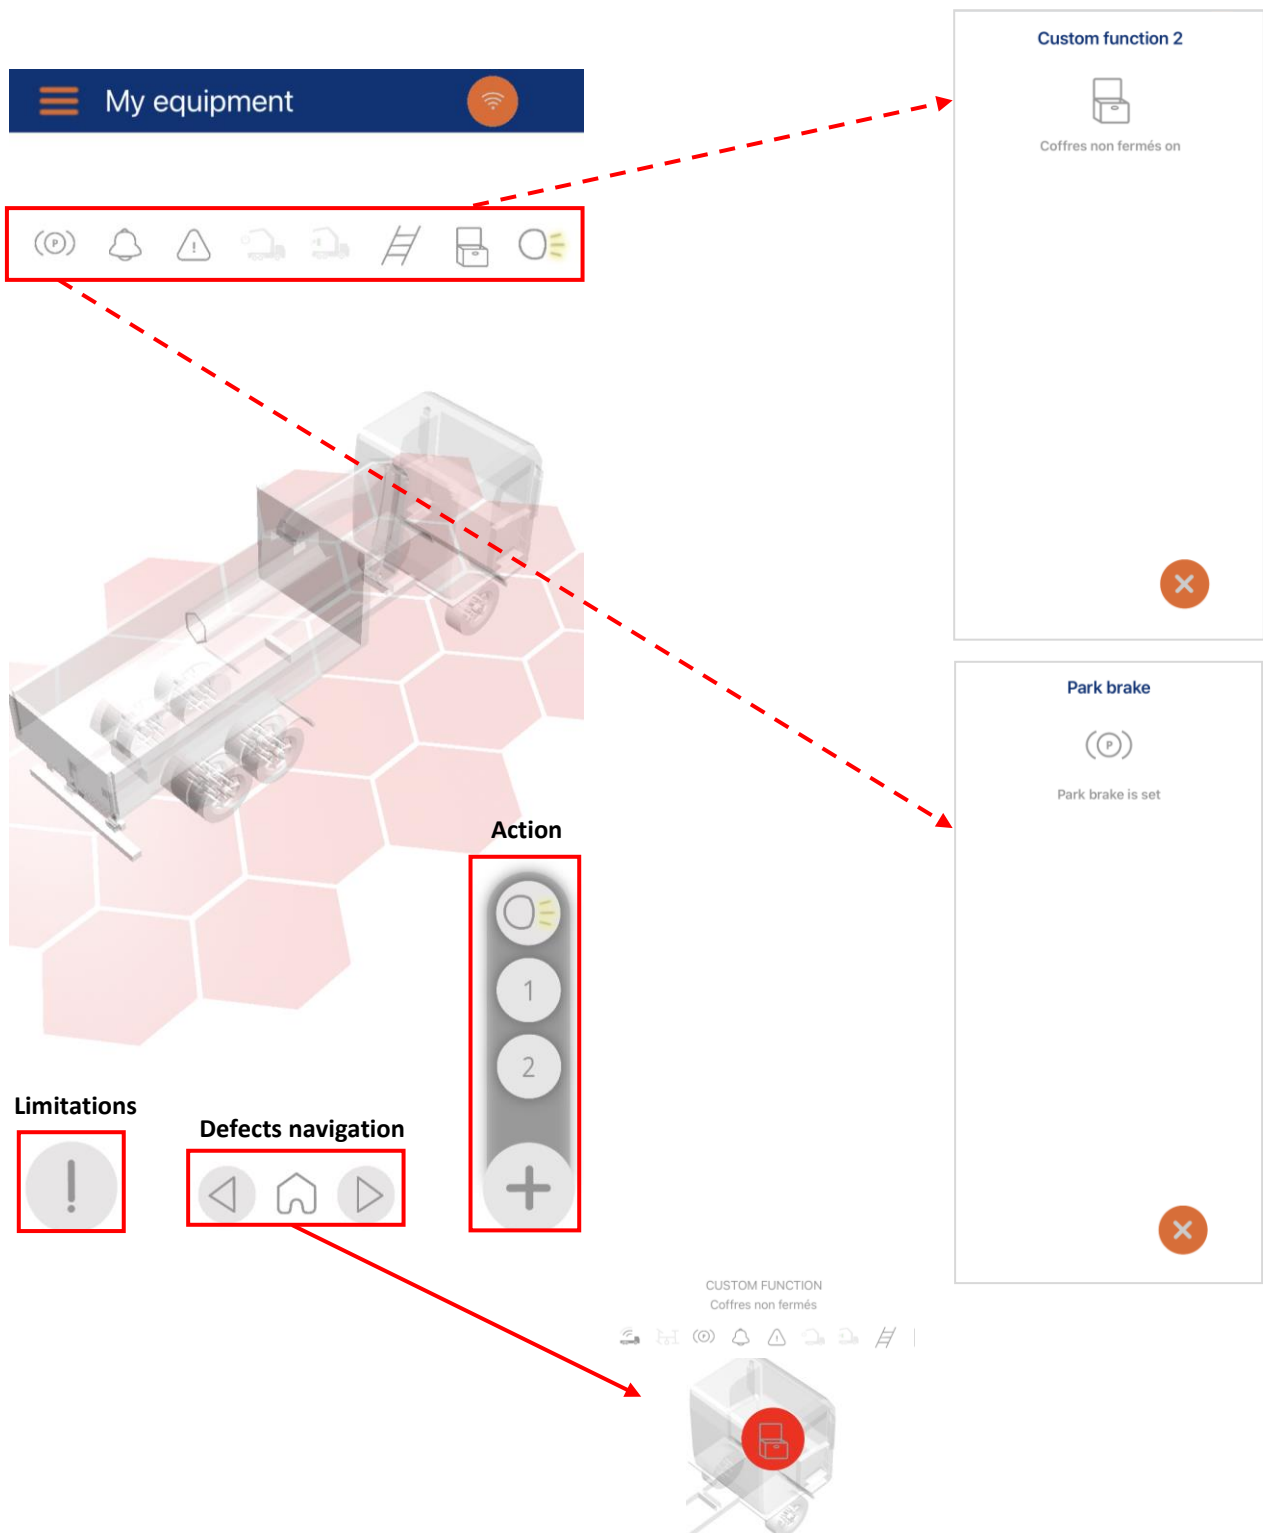 Custom function 2
My equipment
Coffres non fermés on
P
!
Park brake
P
Park brake is set
Action
1
2
Limitations
!
Defects navigation
CUSTOM FUNCTION
Coffres non fermés
P
!